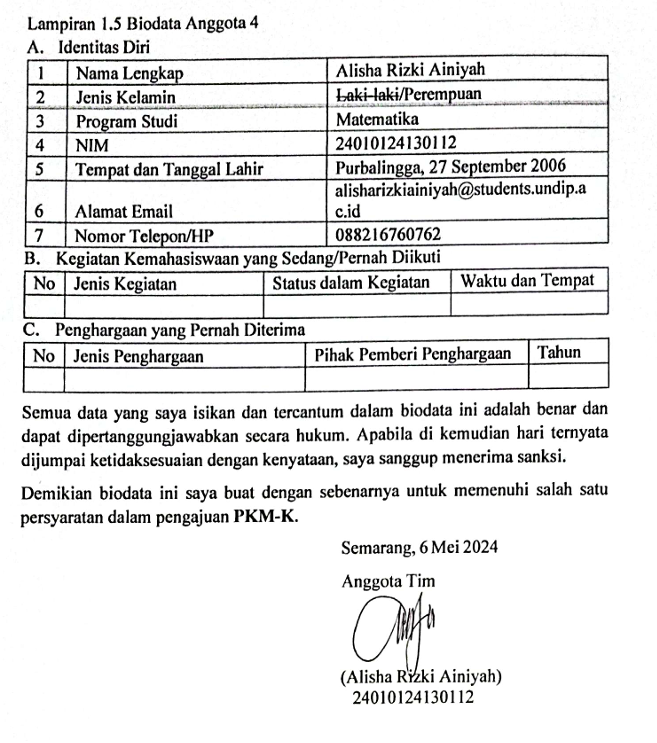 Lampiran 1.5 Biodata Anggota 4
A. Identitas Diri
1 Nama Lengkap Alisha Rizki Ainiyah
2 Jenis Kelamin Laki-laki/Perempuan
3 Program Studi Matematika
4 NIM 24010124130112
5 Tempat dan Tanggal Lahir Purbalingga, 27 September 2006
6 Alamat Email alisharizkiainiyah@students.undip.a
c.id
7 Nomor Telepon/HP 088216760762
B. Kegiatan Kemahasiswaan yang Sedang/Pernah Diikuti
No Jenis Kegiatan Status dalam Kegiatan Waktu dan Tempat
C. Penghargaan yang Pernah Diterima
No Jenis Penghargaan Pihak Pemberi Penghargaan Tahun
Semua data yang saya isikan dan tercantum dalam biodata ini adalah benar dan
dapat dipertanggungjawabkan secara hukum. Apabila di kemudian hari ternyata
dijumpai ketidaksesuaian dengan kenyataan, saya sanggup menerima sanksi.
Demikian biodata ini saya buat dengan sebenarnya untuk memenuhi salah satu
persyaratan dalam pengajuan PKM-K.
Semarang, 6 Mei 2024
Anggota Tim
(Alisha Rizki Ainiyah)
24010124130112